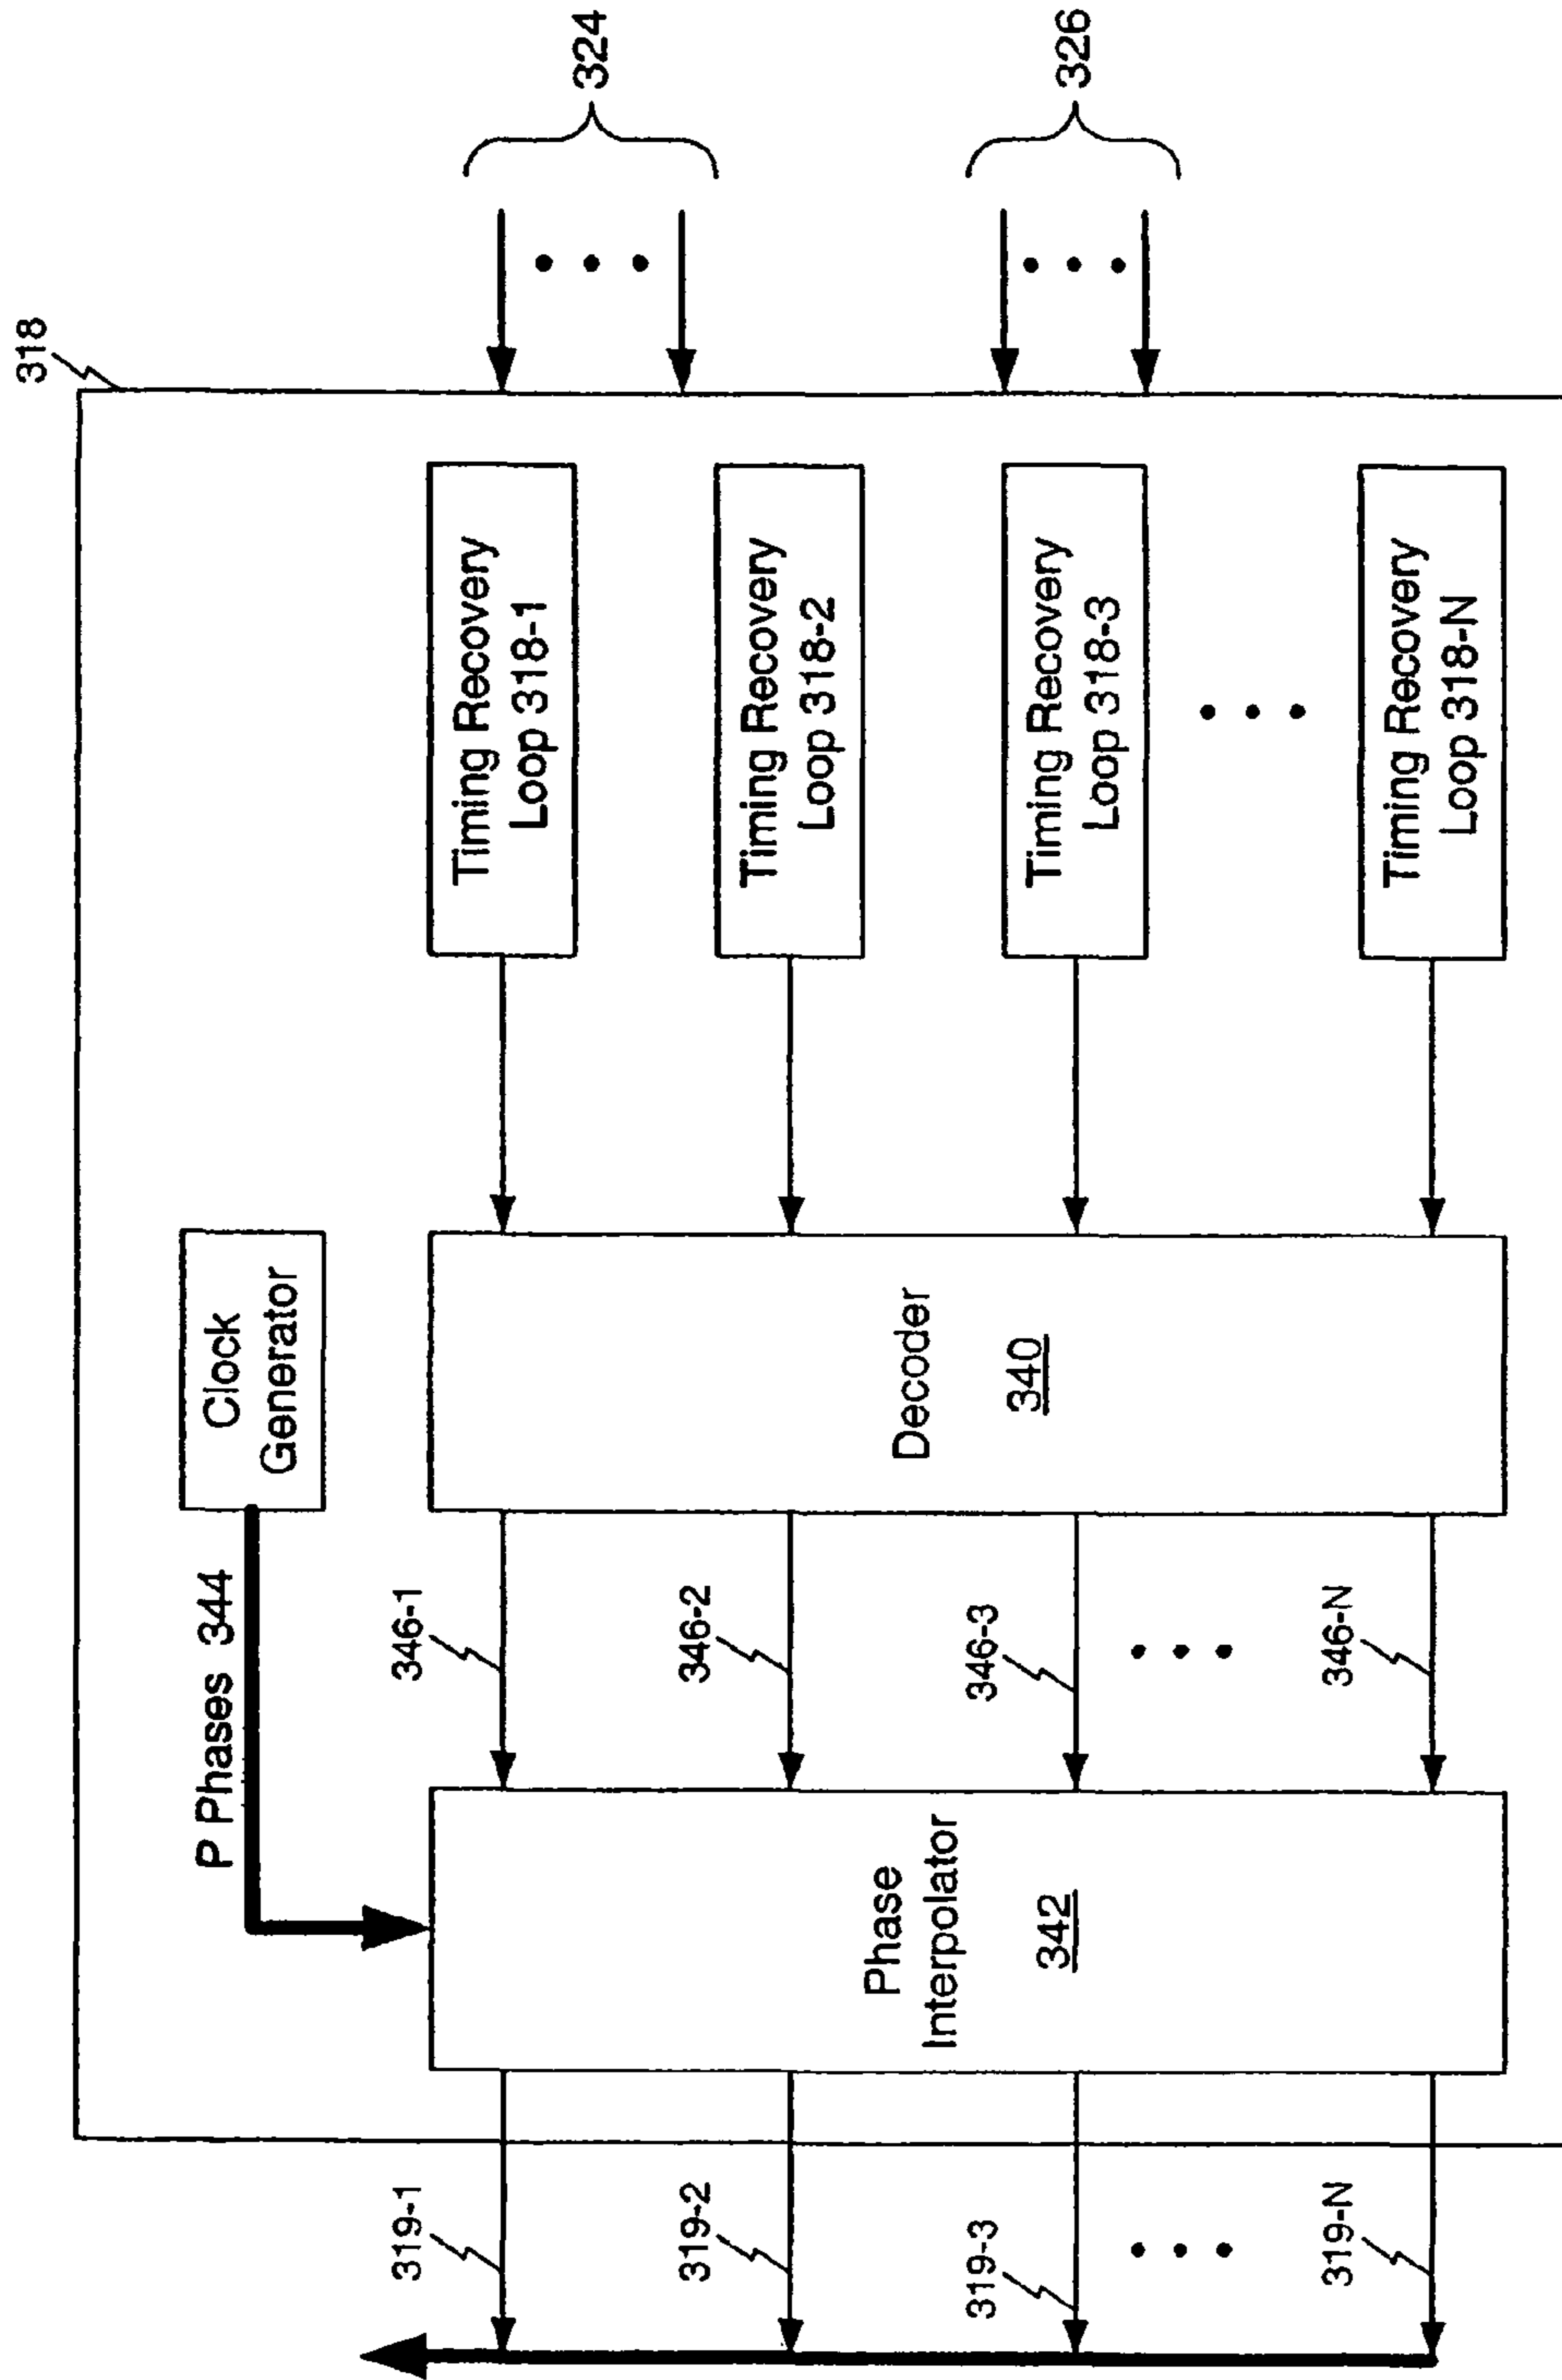 318
324
326
Clock
Generator
P Phases 344
Timing Recovery
Loop 318-1
Timing Recovery
Loop 318-2
Timing Recovery
Loop 318-3
Timing Recovery
Loop 318-N
Decoder
340
346-1
346-2
346-3
346-N
Phase
Interpolator
342
319-1
319-2
319-3
319-N